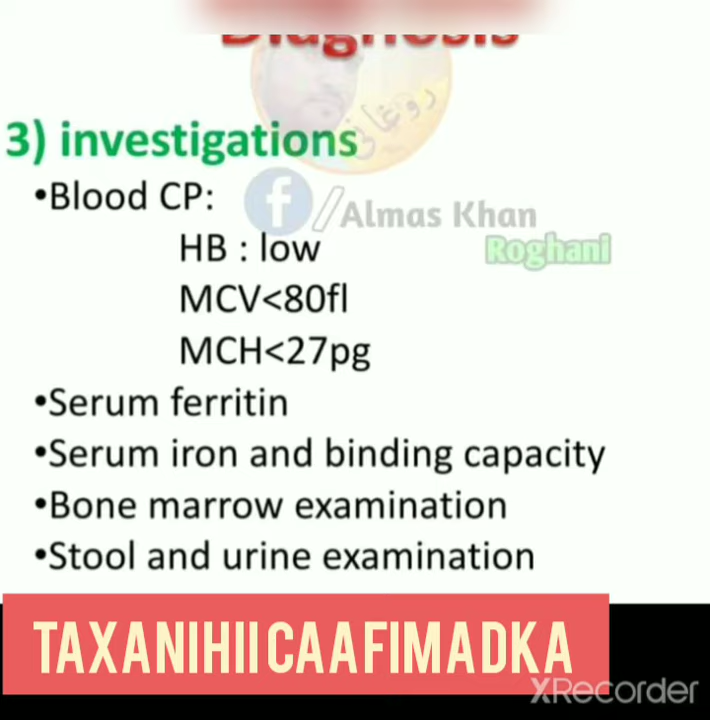 Diagnosis
3) investigations
•Blood CP:
f/Almas Khan
HB : low
Roghani
MCV<80fl
MCH<27pg
•Serum ferritin
•Serum iron and binding capacity
•Bone marrow examination
•Stool and urine examination
TAXANIHII CAAFIMADKA
XRecorder